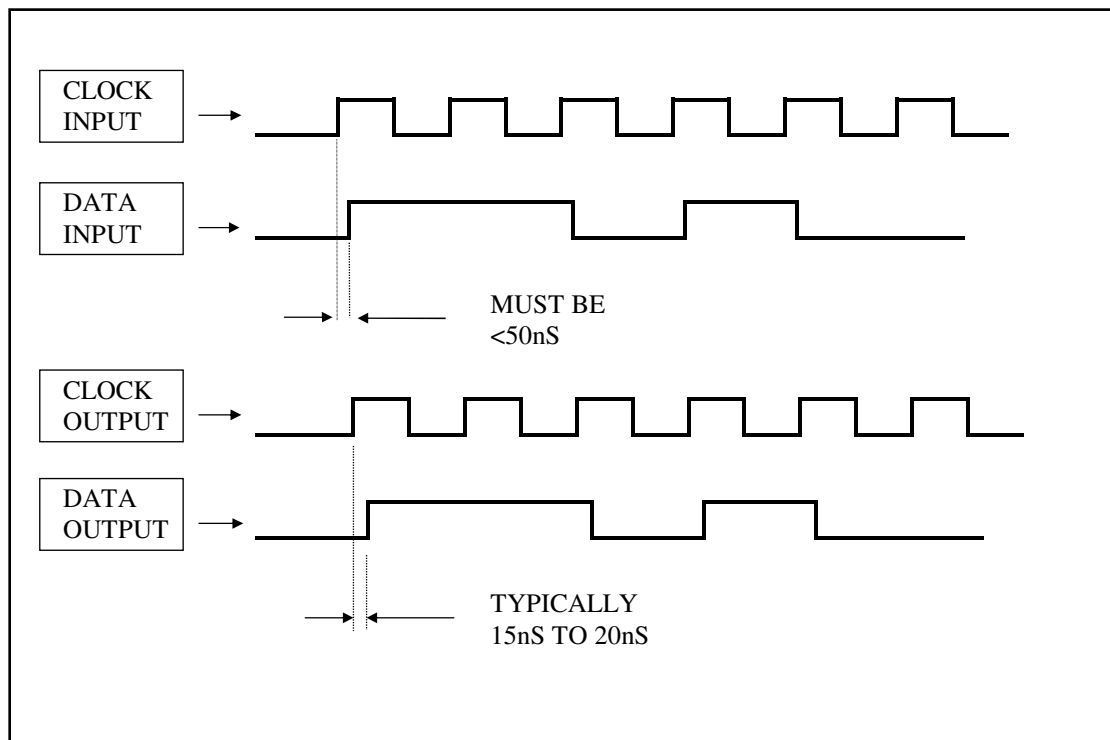 CLOCK
INPUT
DATA
INPUT
MUST BE
<50nS
CLOCK
OUTPUT
DATA
OUTPUT
TYPICALLY
15nS TO 20nS